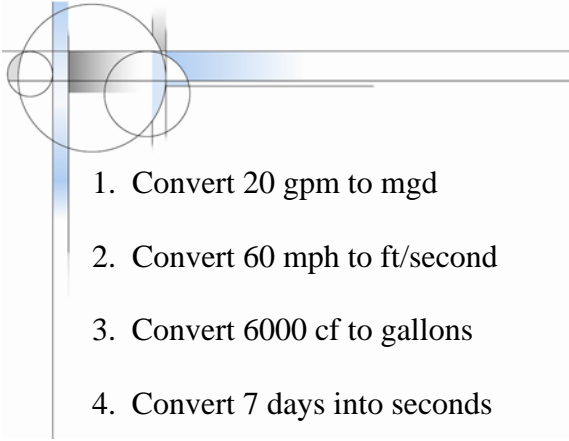 1. Convert 20 gpm to mgd
2. Convert 60 mph to ft/second
3. Convert 6000 cf to gallons
4. Convert 7 days into seconds